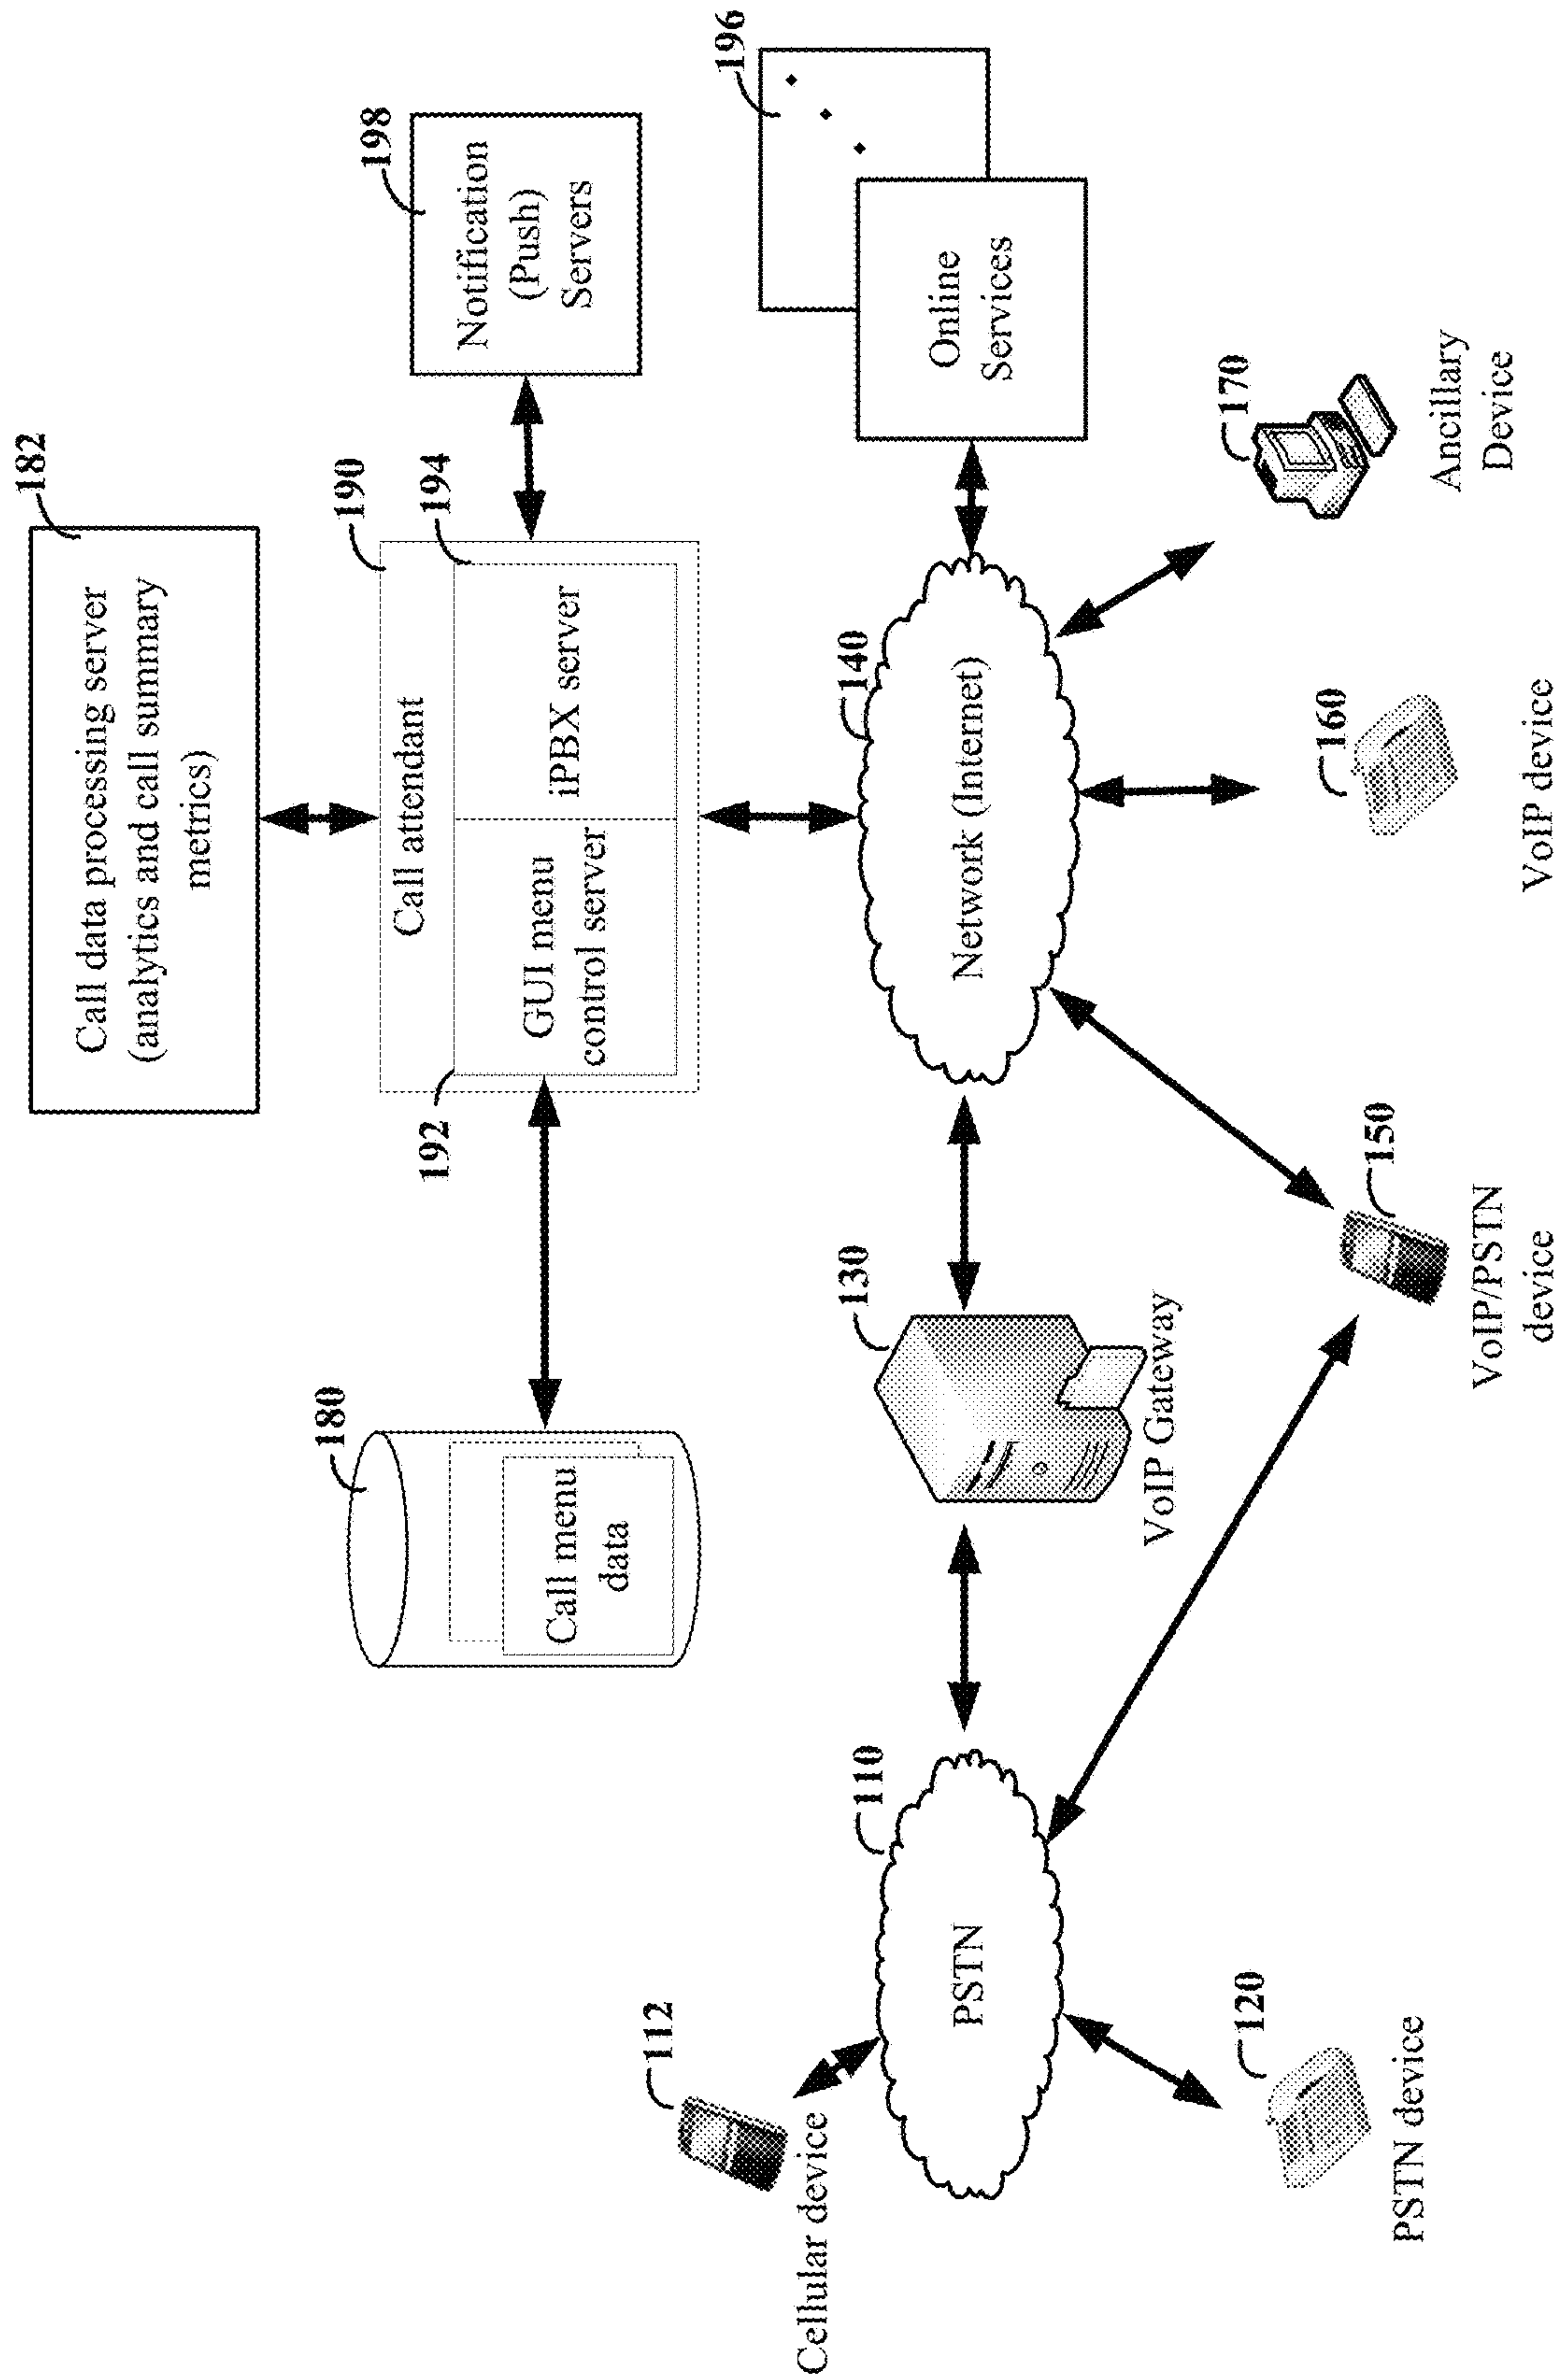 182
Call data processing server
(analytics and call summary
metrics)
190
Call attendant
194
192
GUI menu
control server
iPBX server
198
Notification
(Push)
Servers
180
Call menu
data
196
Online
Services
112
Cellular device
110
PSTN
130
VoIP Gateway
140
Network (Internet)
120
PSTN device
150
VoIP/PSTN
device
160
VoIP device
170
Ancillary
Device